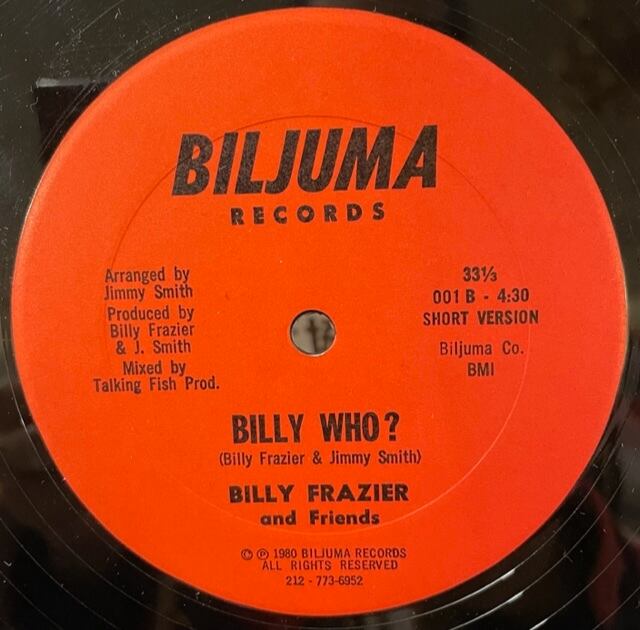 BILJUMA
RECORDS
Arranged by
Jimmy Smith
Produced by
Billy Frazier
& J. Smith
Mixed by
Talking Fish Prod.
33⅓
001 B - 4:30
SHORT VERSION
Biljuma Co.
BMI
BILLY WHO?
(Billy Frazier & Jimmy Smith)
BILLY FRAZIER
and Friends
© ℗ 1980 BILJUMA RECORDS
ALL RIGHTS RESERVED
212 - 773-6952